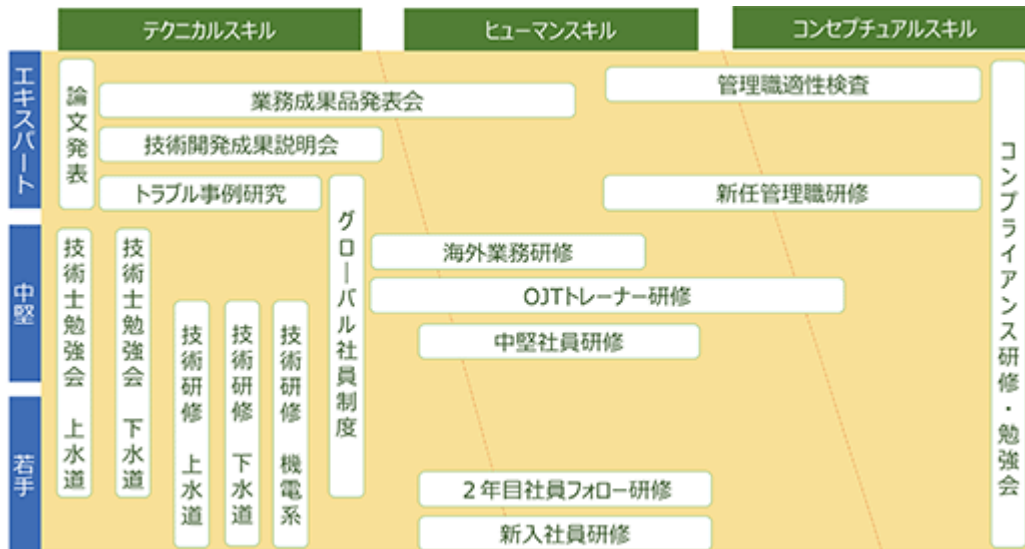 テクニカルスキル
ヒューマンスキル
コンセプチュアルスキル
エキスパート
論文発表
業務成果品発表会
管理職適性検査
技術開発成果説明会
トラブル事例研究
新任管理職研修
グローバル社員制度
コンプライアンス研修・勉強会
中堅
技術士勉強会 上水道
技術士勉強会 下水道
海外業務研修
OJTトレーナー研修
技術研修 上水道
技術研修 下水道
技術研修 機電系
中堅社員研修
若手
2年目社員フォロー研修
新入社員研修